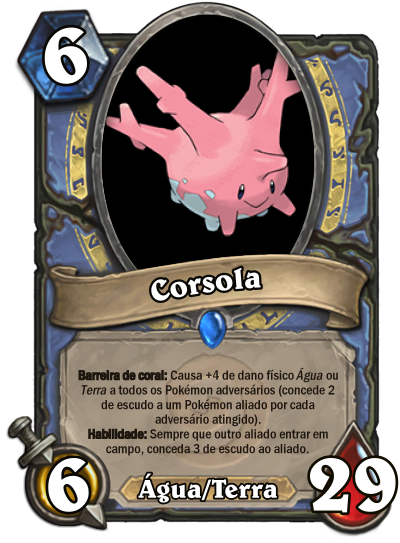 6
Corsola
Barreira de coral: Causa +4 de dano físico Água ou
Terra a todos os Pokémon adversários (concede 2
de escudo a um Pokémon aliado por cada
adversário atingido).
Habilidade: Sempre que outro aliado entrar em
campo, conceda 3 de escudo ao aliado.
6
Água/Terra
29